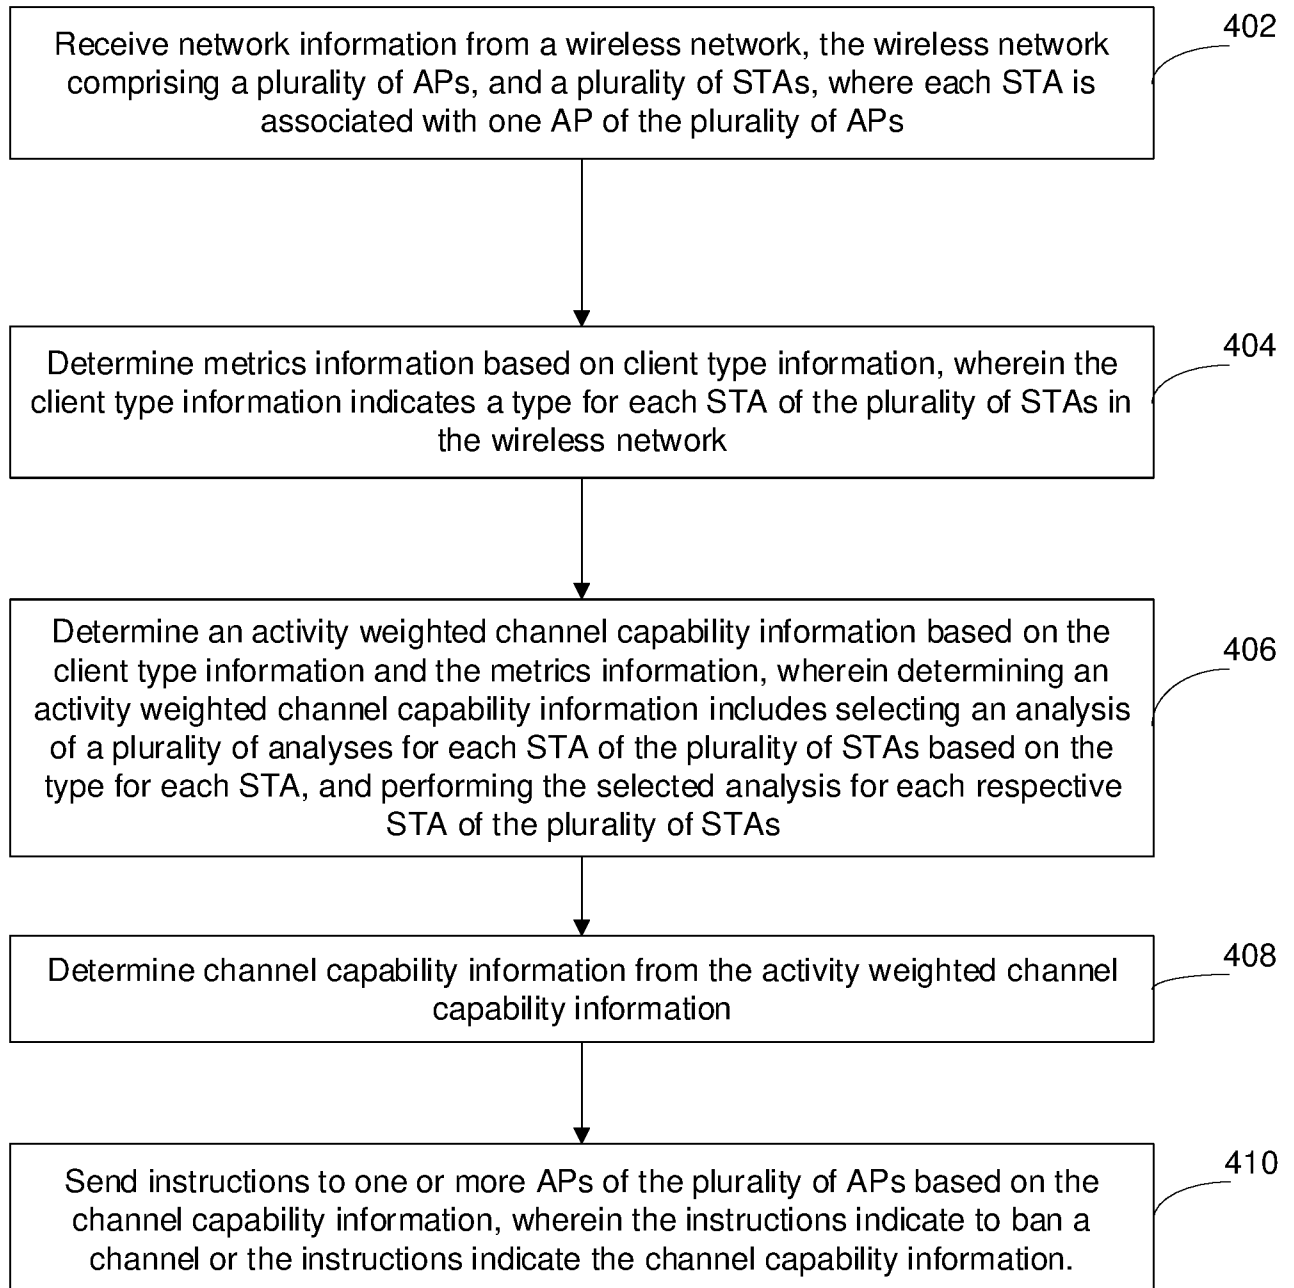 Receive network information from a wireless network, the wireless network
comprising a plurality of APs, and a plurality of STAs, where each STA is
associated with one AP of the plurality of APs
402
Determine metrics information based on client type information, wherein the
client type information indicates a type for each STA of the plurality of STAs in
the wireless network
404
Determine an activity weighted channel capability information based on the
client type information and the metrics information, wherein determining an
activity weighted channel capability information includes selecting an analysis
of a plurality of analyses for each STA of the plurality of STAs based on the
type for each STA, and performing the selected analysis for each respective
STA of the plurality of STAs
406
Determine channel capability information from the activity weighted channel
capability information
408
Send instructions to one or more APs of the plurality of APs based on the
channel capability information, wherein the instructions indicate to ban a
channel or the instructions indicate the channel capability information.
410